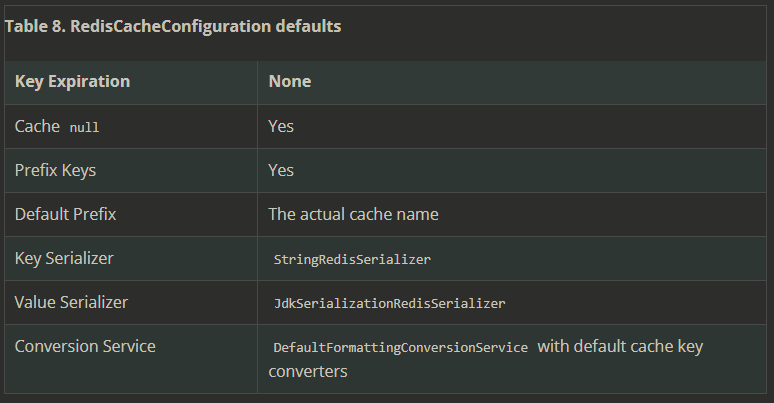 Table 8. RedisCacheConfiguration defaults
Key Expiration None
Cache null Yes
Prefix Keys Yes
Default Prefix The actual cache name
Key Serializer StringRedisSerializer
Value Serializer JdkSerializationRedisSerializer
Conversion Service DefaultFormattingConversionService with default cache key
converters